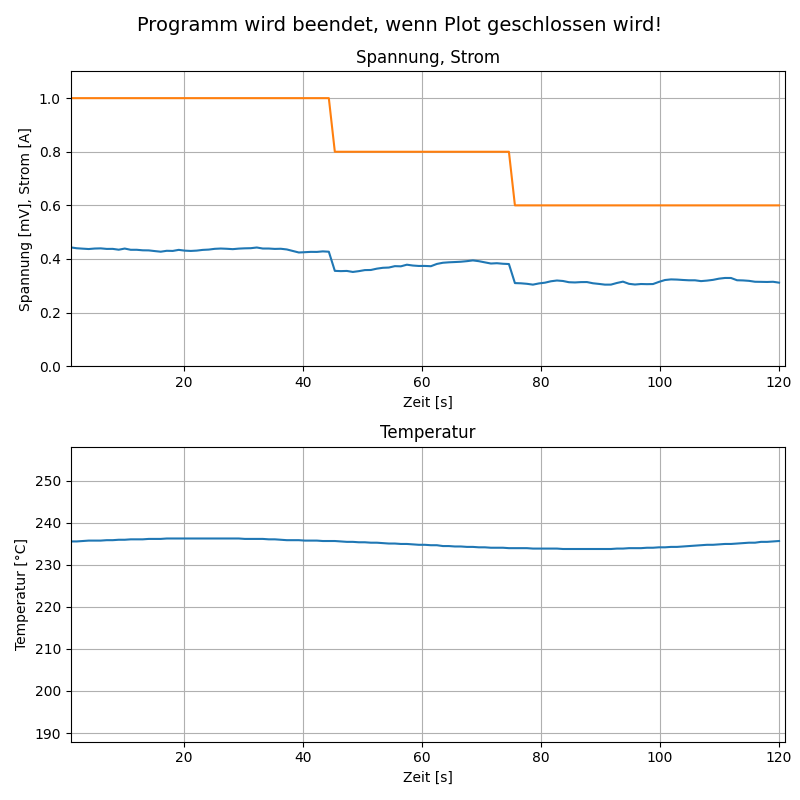 Programm wird beendet, wenn Plot geschlossen wird!
Spannung, Strom
Spannung [mV], Strom [A]
1.0
0.8
0.6
0.4
0.2
0.0
20 40 60 80 100 120
Zeit [s]
Temperatur
Temperatur [°C]
250
240
230
220
210
200
190
20 40 60 80 100 120
Zeit [s]